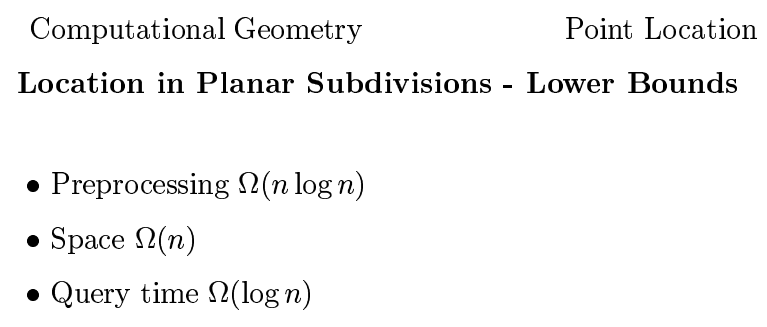 Computational Geometry Point Location
Location in Planar Subdivisions - Lower Bounds
• Preprocessing Ω(n log n)
• Space Ω(n)
• Query time Ω(log n)